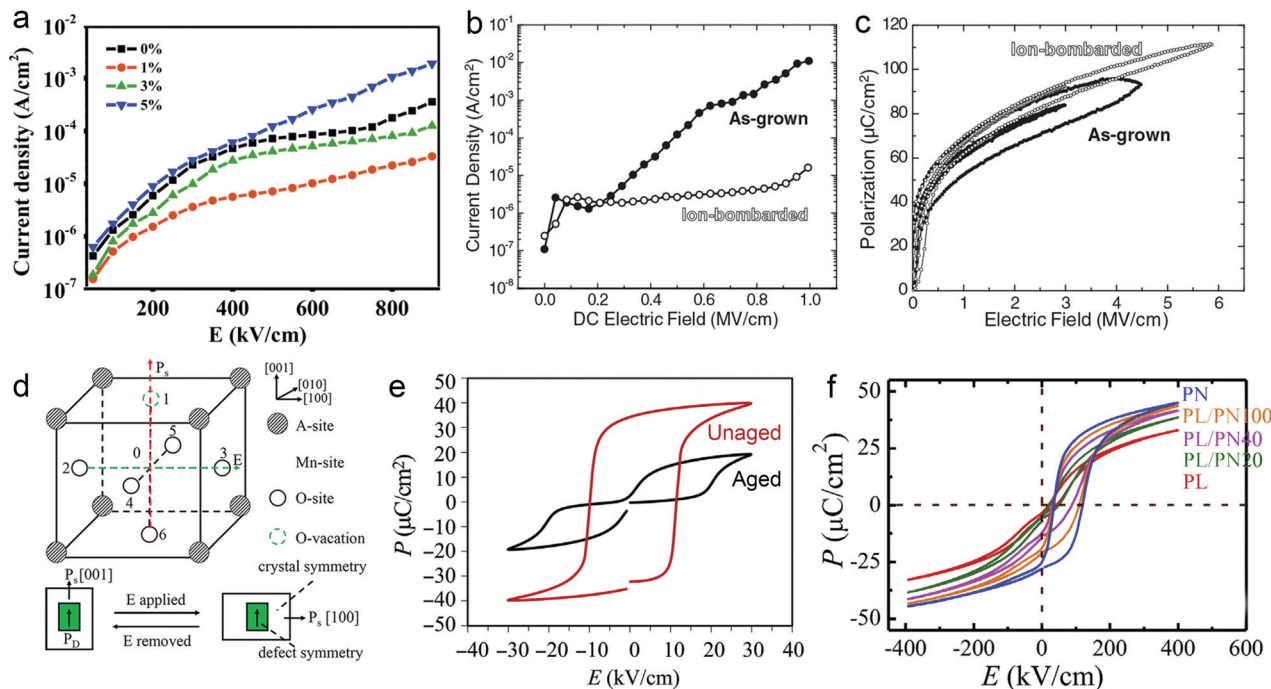 a
Current density (A/cm²)
10⁻²
10⁻³
10⁻⁴
10⁻⁵
10⁻⁶
10⁻⁷
0%
1%
3%
5%
200 400 600 800
E (kV/cm)
b
Current Density (A/cm²)
10⁻¹
10⁻²
10⁻³
10⁻⁴
10⁻⁵
10⁻⁶
10⁻⁷
10⁻⁸
As-grown
Ion-bombarded
0.0 0.2 0.4 0.6 0.8 1.0
DC Electric Field (MV/cm)
c
Polarization (µC/cm²)
120
100
80
60
40
20
0
Ion-bombarded
As-grown
0 1 2 3 4 5 6
Electric Field (MV/cm)
d
Pₛ
[001]
[010]
[100]
1
5
0
2
3
E
4
6
A-site
Mn-site
O-site
O-vacation
crystal symmetry
Pₛ[001]
P_D
E applied
E removed
Pₛ [100]
defect symmetry
e
P (µC/cm²)
50
40
30
20
10
0
−10
−20
−30
−40
−50
Unaged
Aged
−40 −30 −20 −10 0 10 20 30 40
E (kV/cm)
f
P (µC/cm²)
50
25
0
-25
-50
PN
PL/PN100
PL/PN40
PL/PN20
PL
-400 -200 0 200 400 600
E (kV/cm)